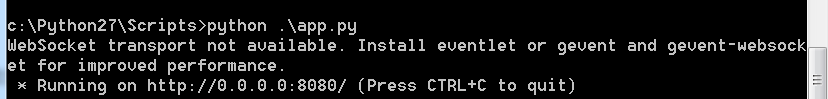 c:\Python27\Scripts>python .\app.py
WebSocket transport not available. Install eventlet or gevent and gevent-websock
et for improved performance.
 * Running on http://0.0.0.0:8080/ (Press CTRL+C to quit)